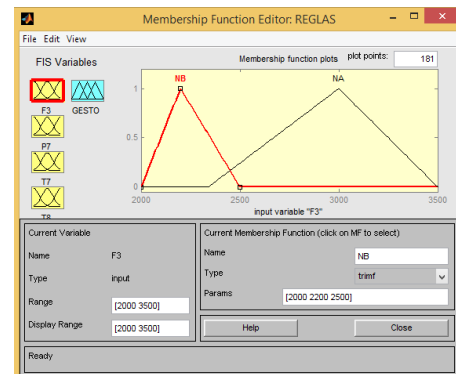 Membership Function Editor: REGLAS
File Edit View
FIS Variables
F3
GESTO
P7
T7
T8
Membership function plots
plot points:
181
NB
NA
1
0.5
0
2000
2500
3000
3500
input variable "F3"
Current Variable
Name
F3
Type
input
Range
[2000 3500]
Display Range
[2000 3500]
Current Membership Function (click on MF to select)
Name
NB
Type
trimf
Params
[2000 2200 2500]
Help
Close
Ready